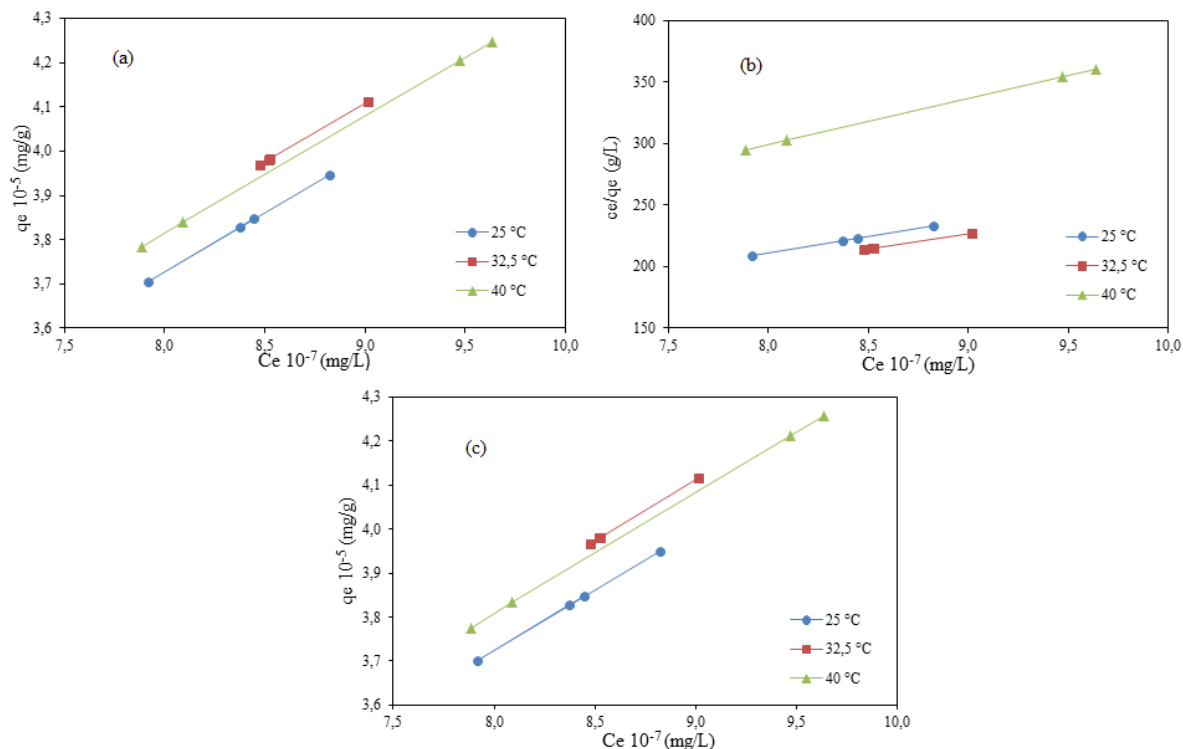 (a)
qe 10⁻⁵ (mg/g)
4,3
4,2
4,1
4,0
3,9
3,8
3,7
3,6
7,5 8,0 8,5 9,0 9,5 10,0
Ce 10⁻⁷ (mg/L)
25 °C
32,5 °C
40 °C
(b)
ce/qe (g/L)
400
350
300
250
200
150
7,5 8,0 8,5 9,0 9,5 10,0
Ce 10⁻⁷ (mg/L)
25 °C
32,5 °C
40 °C
(c)
qe 10⁻⁵ (mg/g)
4,3
4,2
4,1
4,0
3,9
3,8
3,7
3,6
7,5 8,0 8,5 9,0 9,5 10,0
Ce 10⁻⁷ (mg/L)
25 °C
32,5 °C
40 °C